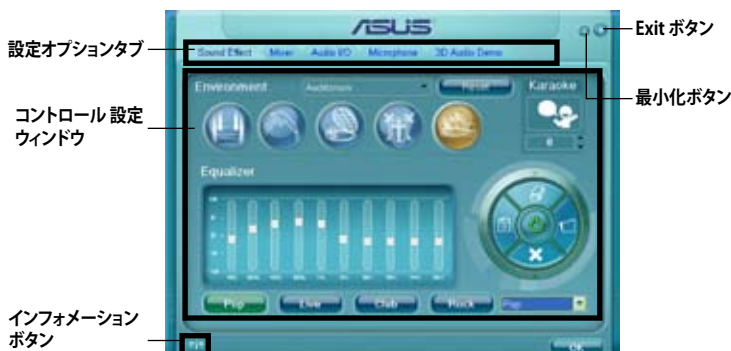 ASUS
Exit ボタン
設定オプションタブ
Sound Effect Mixer Audio I/O Microphone 3D Audio Demo
最小化ボタン
Environment Auditorium Reset Karaoke
コントロール 設定
ウィンドウ
0
Equalizer
Pop Live Club Rock Pop
インフォメーション
ボタン
OK